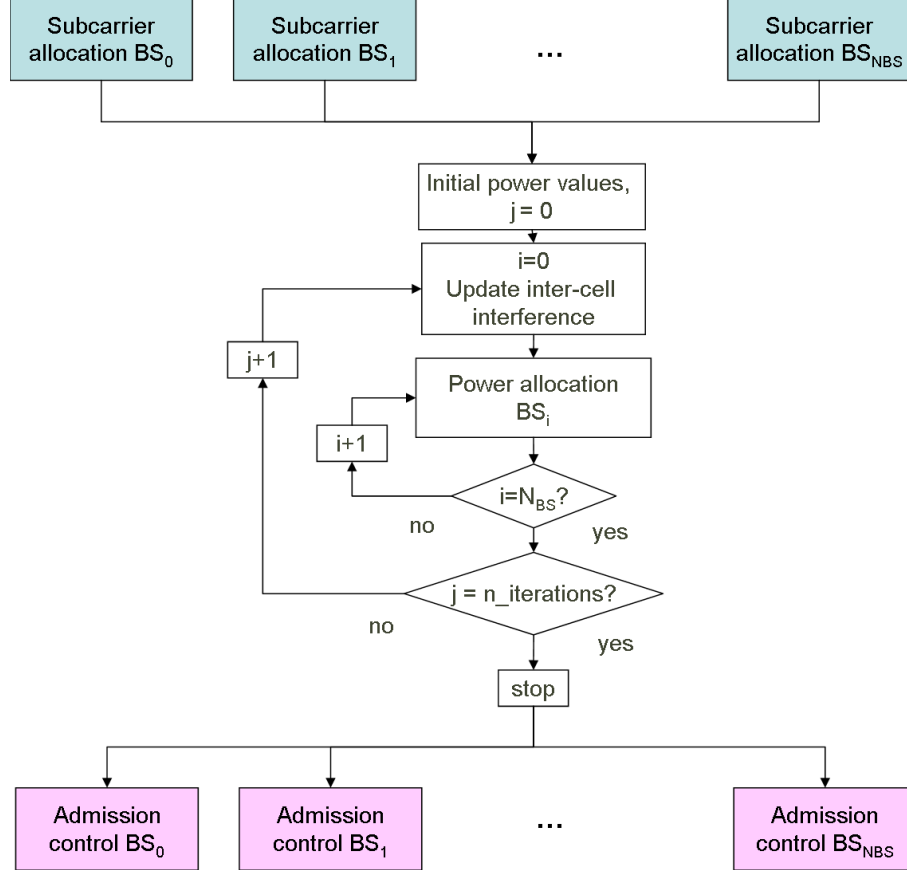 Subcarrier
allocation BS0
Subcarrier
allocation BS1
...
Subcarrier
allocation BSNBS
Initial power values,
j = 0
i=0
Update inter-cell
interference
j+1
Power allocation
BSi
i+1
i=NBS?
no
yes
j = n_iterations?
no
yes
stop
Admission
control BS0
Admission
control BS1
...
Admission
control BSNBS